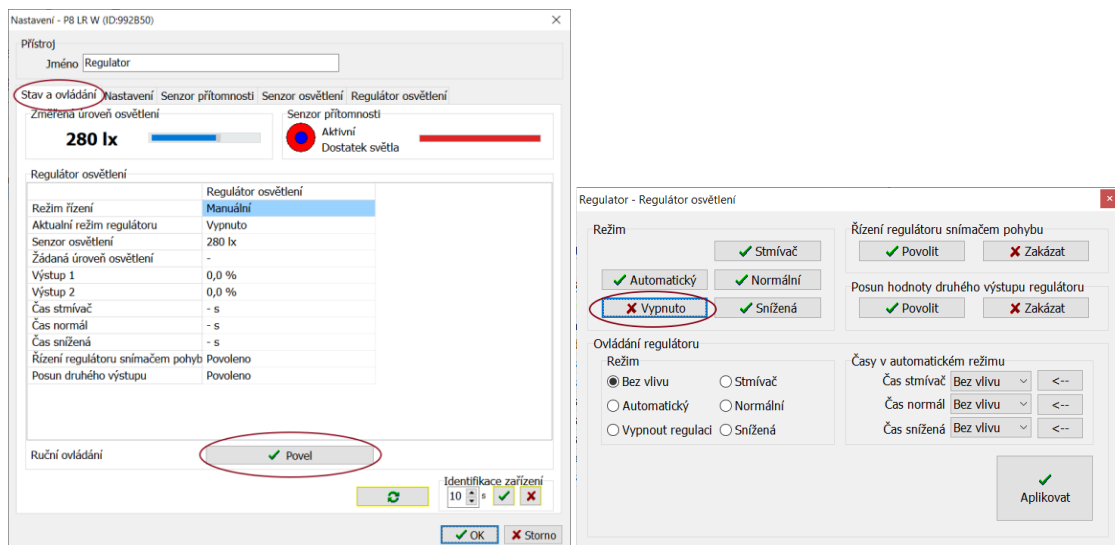 Nastavení - P8 LR W (ID:992B50)
Přístroj
Jméno Regulator
Stav a ovládání Nastavení Senzor přítomnosti Senzor osvětlení Regulátor osvětlení
Změřená úroveň osvětlení
280 lx
Senzor přítomnosti
Aktivní
Dostatek světla
Regulátor osvětlení
Regulátor osvětlení
Režim řízení Manuální
Aktualní režim regulátoru Vypnuto
Senzor osvětlení 280 lx
Žádaná úroveň osvětlení -
Výstup 1 0,0 %
Výstup 2 0,0 %
Čas stmívač - s
Čas normál - s
Čas snížená - s
Řízení regulátoru snímačem pohyb Povoleno
Posun druhého výstupu Povoleno
Ruční ovládání Povel
Identifikace zařízení
10 s
OK Storno
Regulator - Regulátor osvětlení
Režim
Stmívač
Automatický Normální
Vypnuto Snížená
Řízení regulátoru snímačem pohybu
Povolit Zakázat
Posun hodnoty druhého výstupu regulátoru
Povolit Zakázat
Ovládání regulátoru
Režim
Bez vlivu Stmívač
Automatický Normální
Vypnout regulaci Snížená
Časy v automatickém režimu
Čas stmívač Bez vlivu <--
Čas normál Bez vlivu <--
Čas snížená Bez vlivu <--
Aplikovat